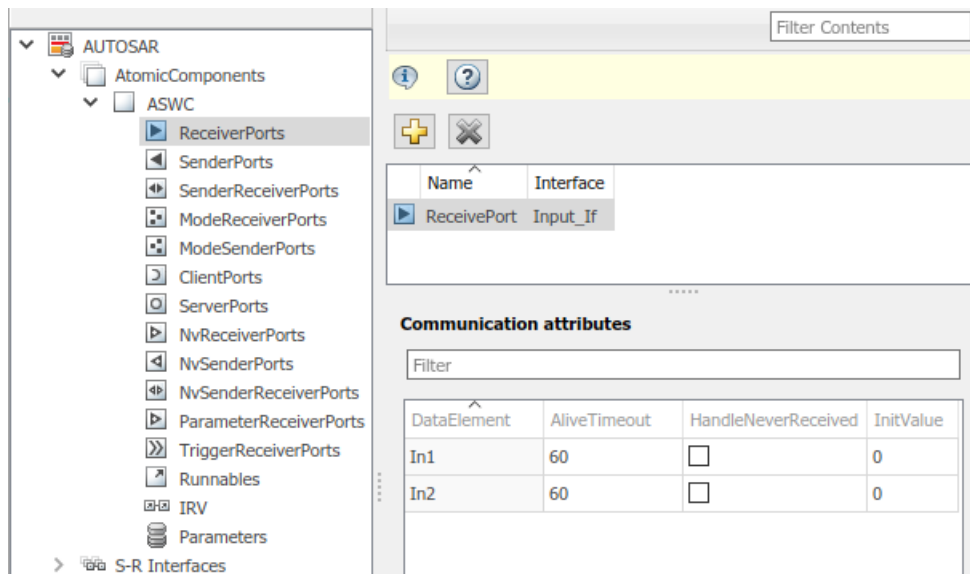 Filter Contents
AUTOSAR
AtomicComponents
ASWC
ReceiverPorts
SenderPorts
SenderReceiverPorts
ModeReceiverPorts
ModeSenderPorts
ClientPorts
ServerPorts
NvReceiverPorts
NvSenderPorts
NvSenderReceiverPorts
ParameterReceiverPorts
TriggerReceiverPorts
Runnables
IRV
Parameters
S-R Interfaces
Name Interface
ReceivePort Input_If
Communication attributes
Filter
DataElement AliveTimeout HandleNeverReceived InitValue
In1 60 0
In2 60 0